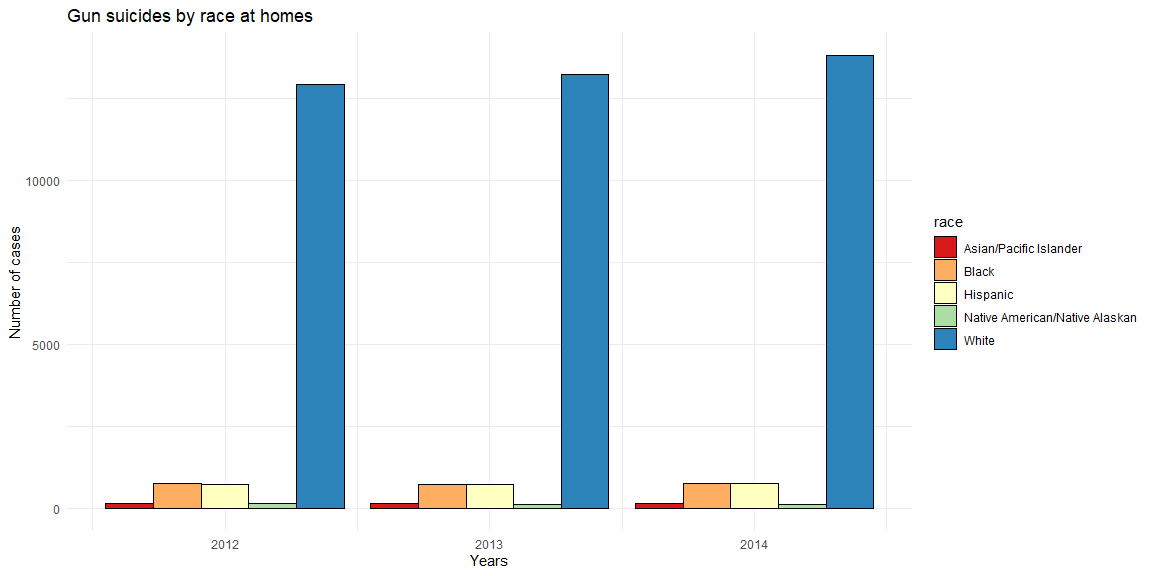 Gun suicides by race at homes
Number of cases
10000
5000
0
2012
2013
2014
Years
race
Asian/Pacific Islander
Black
Hispanic
Native American/Native Alaskan
White